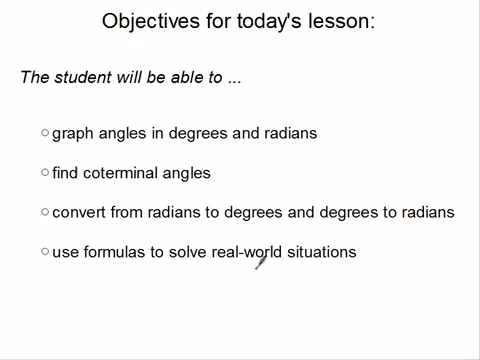 Objectives for today's lesson:
The student will be able to ...
graph angles in degrees and radians
find coterminal angles
convert from radians to degrees and degrees to radians
use formulas to solve real-world situations